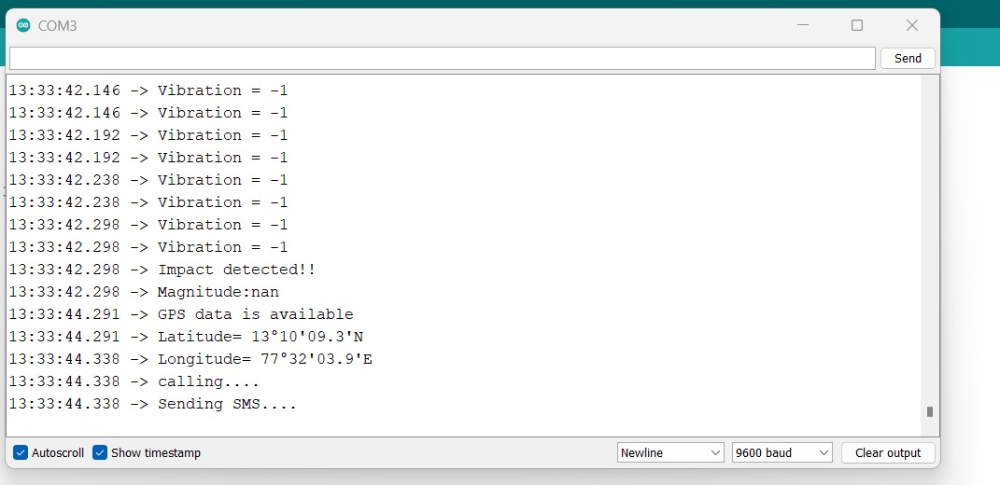 COM3
Send
13:33:42.146 -> Vibration = -1
13:33:42.146 -> Vibration = -1
13:33:42.192 -> Vibration = -1
13:33:42.192 -> Vibration = -1
13:33:42.238 -> Vibration = -1
13:33:42.238 -> Vibration = -1
13:33:42.298 -> Vibration = -1
13:33:42.298 -> Vibration = -1
13:33:42.298 -> Impact detected!!
13:33:42.298 -> Magnitude:nan
13:33:44.291 -> GPS data is available
13:33:44.291 -> Latitude= 13°10'09.3'N
13:33:44.338 -> Longitude= 77°32'03.9'E
13:33:44.338 -> calling....
13:33:44.338 -> Sending SMS....
Autoscroll Show timestamp Newline 9600 baud Clear output